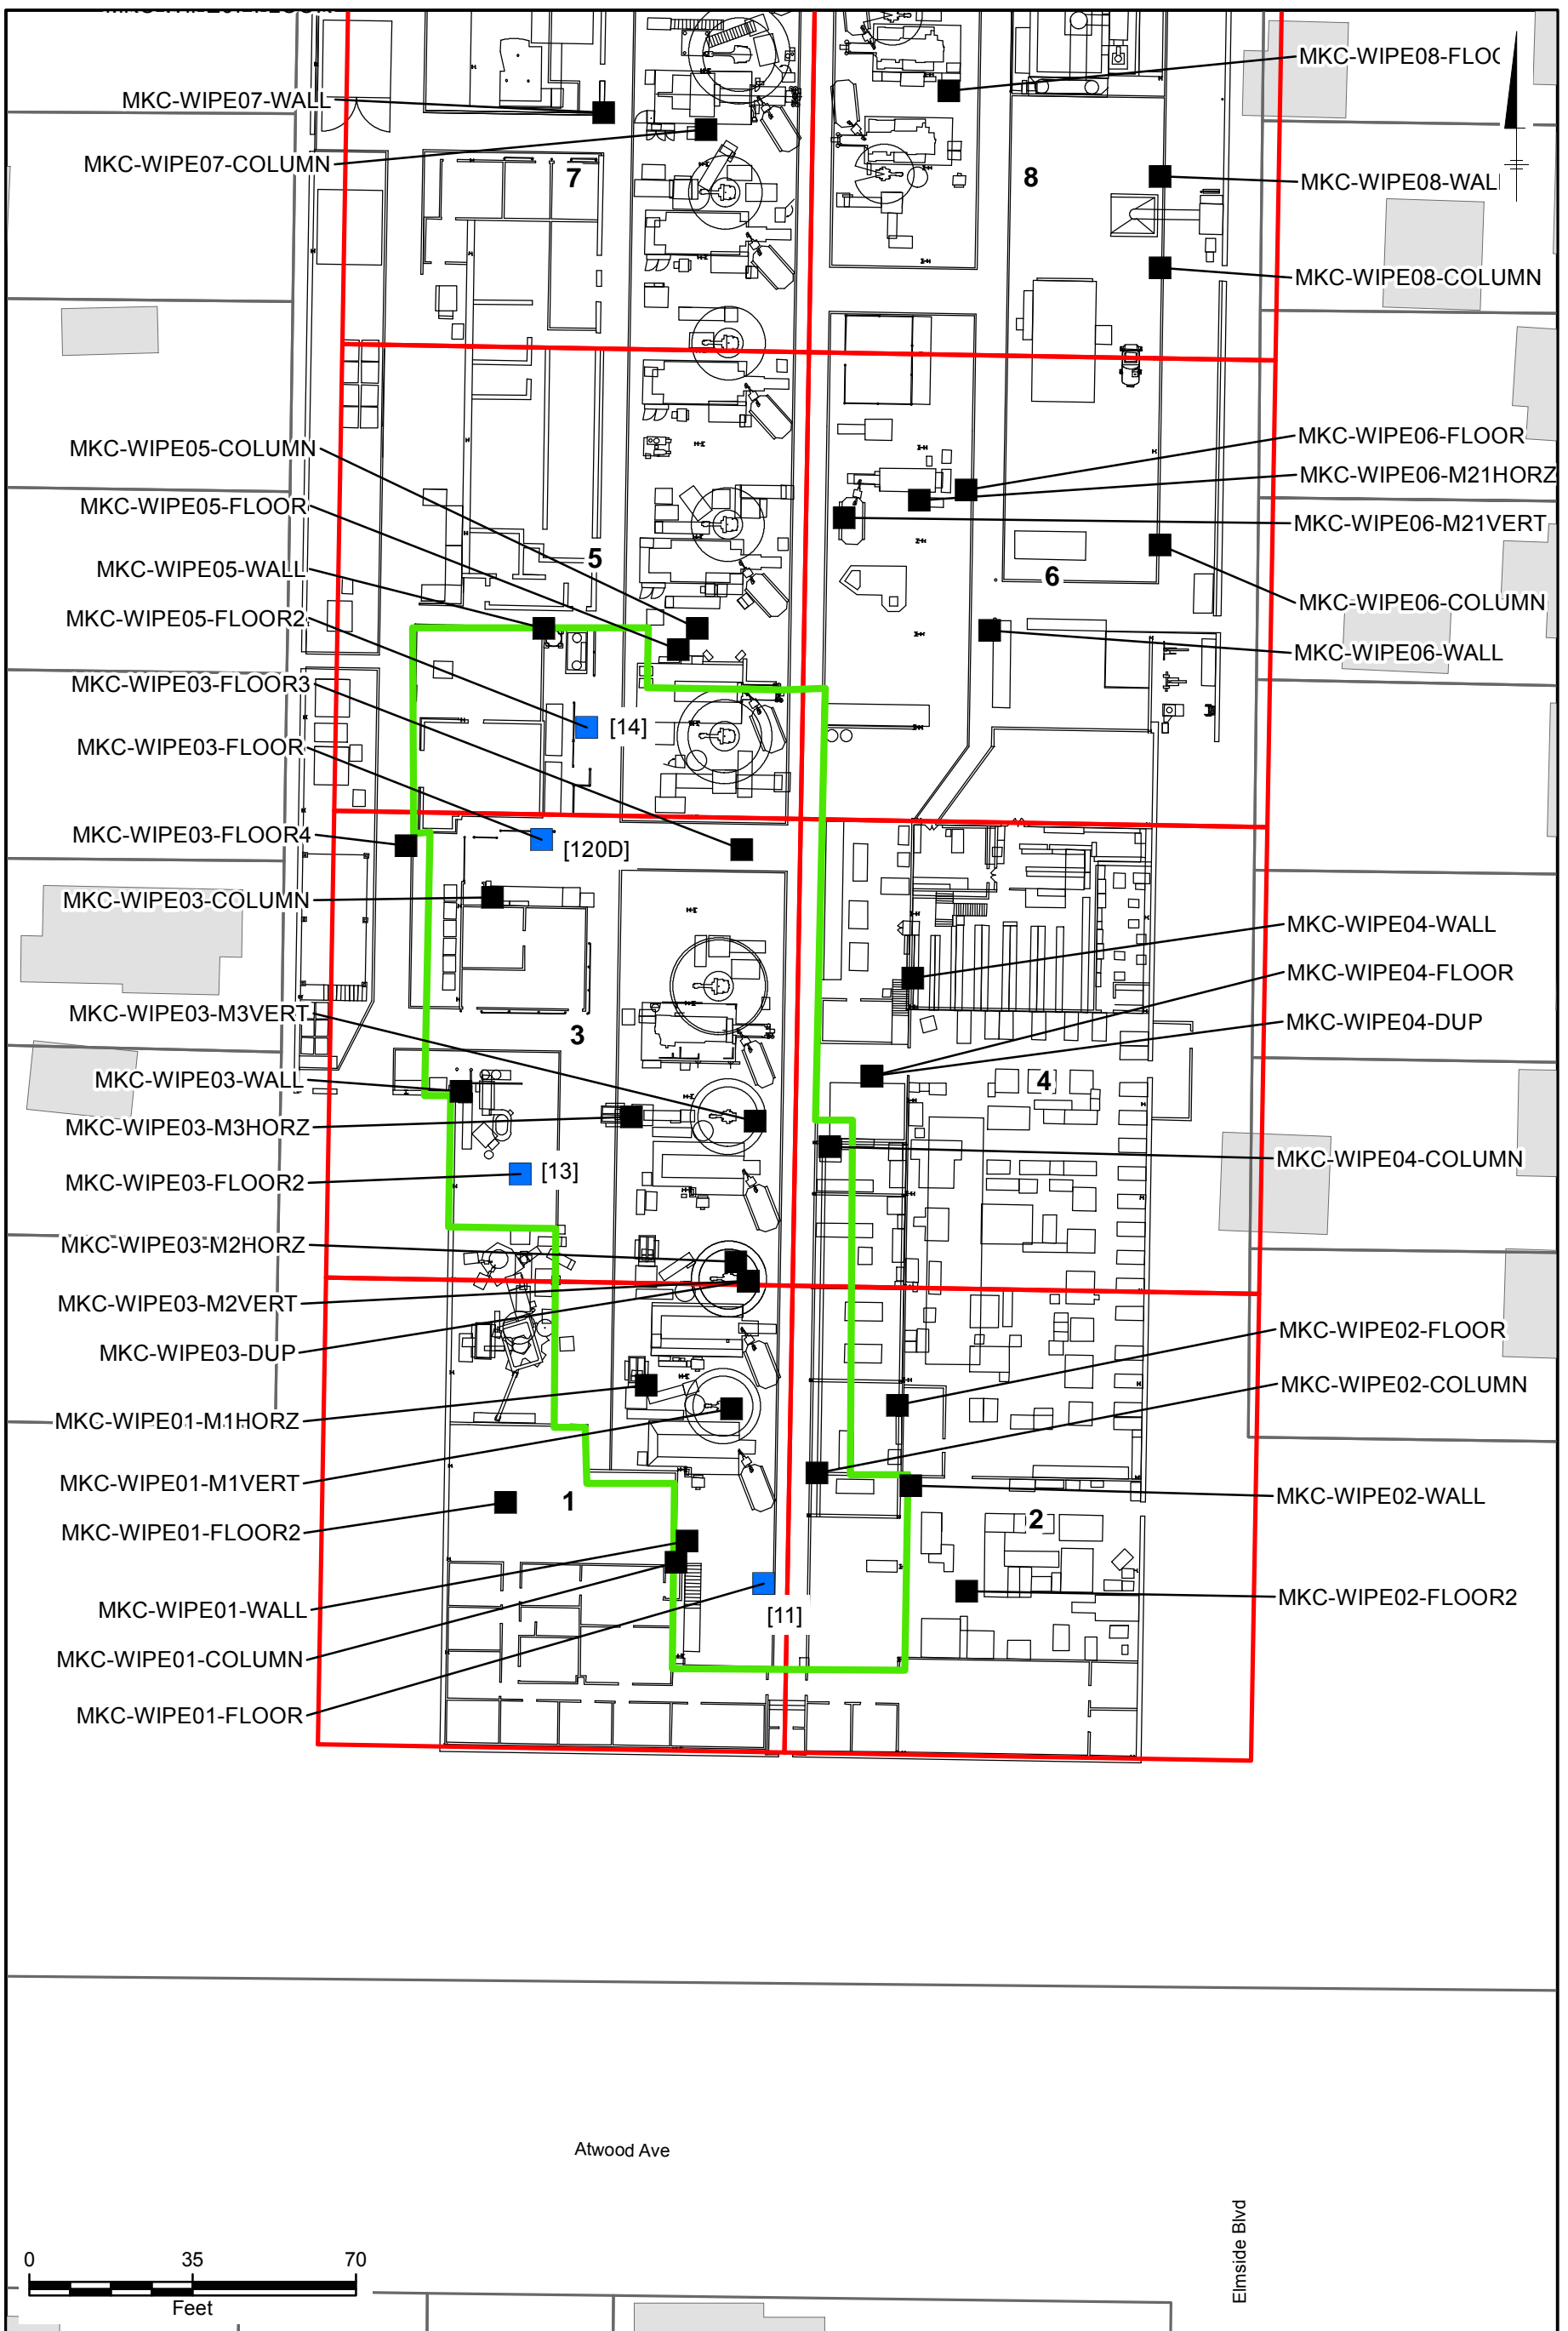 MKC-WIPE08-FLOO
MKC-WIPE07-WALL
MKC-WIPE07-COLUMN
7
8
MKC-WIPE08-WAL
MKC-WIPE08-COLUMN
MKC-WIPE05-COLUMN
MKC-WIPE06-FLOOR
MKC-WIPE06-M21HORZ
MKC-WIPE05-FLOOR
MKC-WIPE06-M21VERT
5
MKC-WIPE05-WALL
6
MKC-WIPE06-COLUMN
MKC-WIPE05-FLOOR2
MKC-WIPE06-WALL
MKC-WIPE03-FLOOR3
[14]
MKC-WIPE03-FLOOR
MKC-WIPE03-FLOOR4
[120D]
MKC-WIPE03-COLUMN
MKC-WIPE04-WALL
MKC-WIPE04-FLOOR
MKC-WIPE03-M3VERT
MKC-WIPE04-DUP
3
MKC-WIPE03-WALL
4
MKC-WIPE03-M3HORZ
MKC-WIPE04-COLUMN
[13]
MKC-WIPE03-FLOOR2
MKC-WIPE03-M2HORZ
MKC-WIPE03-M2VERT
MKC-WIPE02-FLOOR
MKC-WIPE03-DUP
MKC-WIPE02-COLUMN
MKC-WIPE01-M1HORZ
MKC-WIPE01-M1VERT
MKC-WIPE02-WALL
1
2
MKC-WIPE01-FLOOR2
MKC-WIPE02-FLOOR2
MKC-WIPE01-WALL
[11]
MKC-WIPE01-COLUMN
MKC-WIPE01-FLOOR
Atwood Ave
Elmside Blvd
0 35 70
Feet